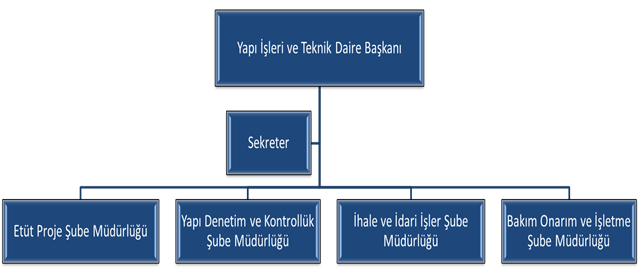 Yapı İşleri ve Teknik Daire Başkanı
Sekreter
Etüt Proje Şube Müdürlüğü
Yapı Denetim ve Kontrollük
Şube Müdürlüğü
İhale ve İdari İşler Şube
Müdürlüğü
Bakım Onarım ve İşletme
Şube Müdürlüğü